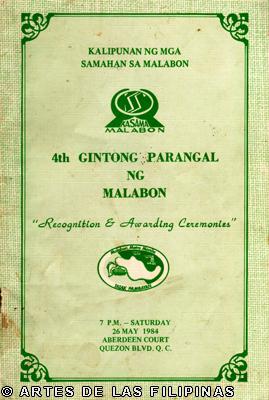 KALIPUNAN NG MGA
SAMAHAN SA MALABON
KASAMA
MALABON
4th GINTONG PARANGAL
NG
MALABON
"Recognition & Awarding Ceremonies"
7 P.M. – SATURDAY
26 MAY 1984
ABERDEEN COURT
QUEZON BLVD. Q. C.
© ARTES DE LAS FILIPINAS